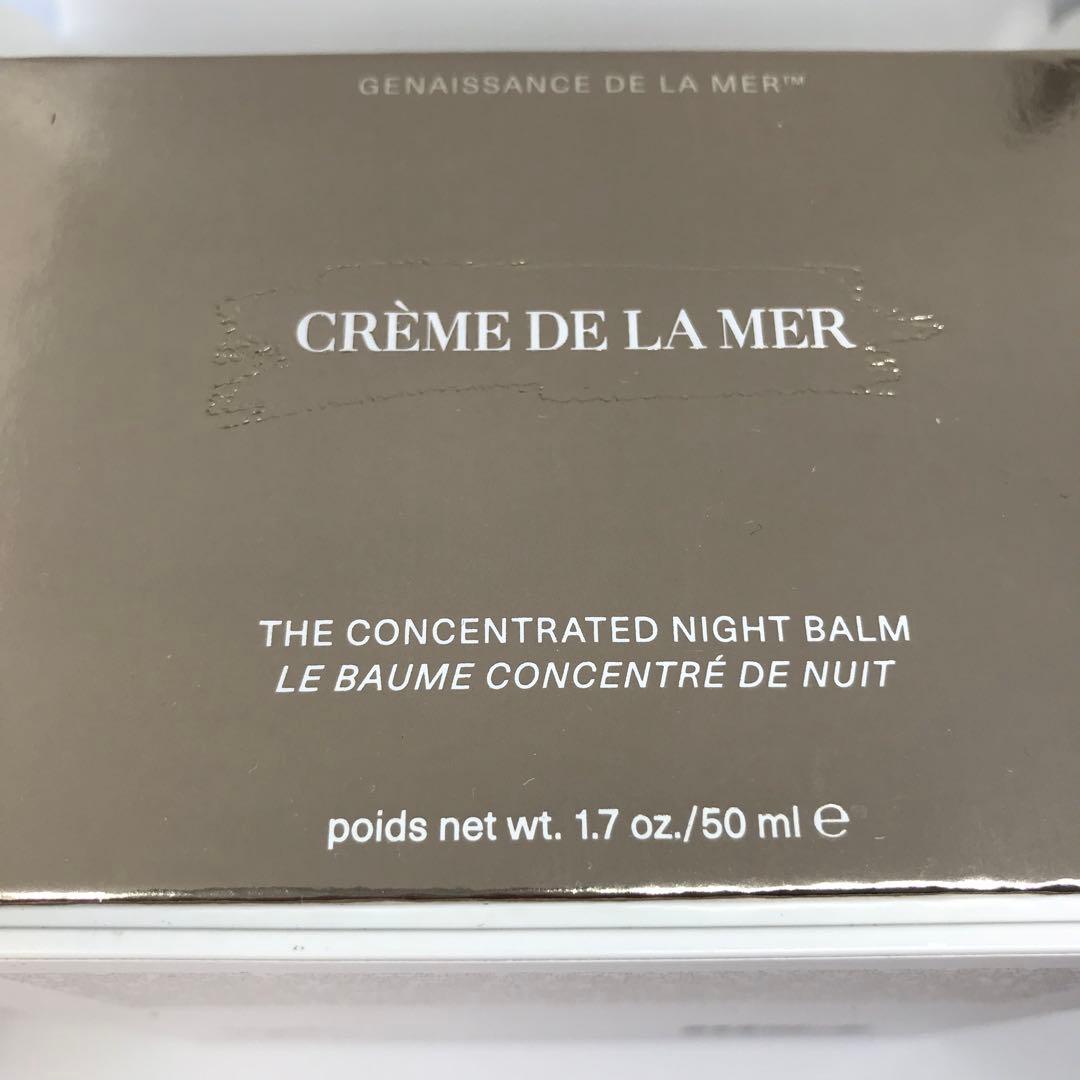 GENAISSANCE DE LA MER™
CRÈME DE LA MER
THE CONCENTRATED NIGHT BALM
LE BAUME CONCENTRÉ DE NUIT
poids net wt. 1.7 oz./50 ml ℮